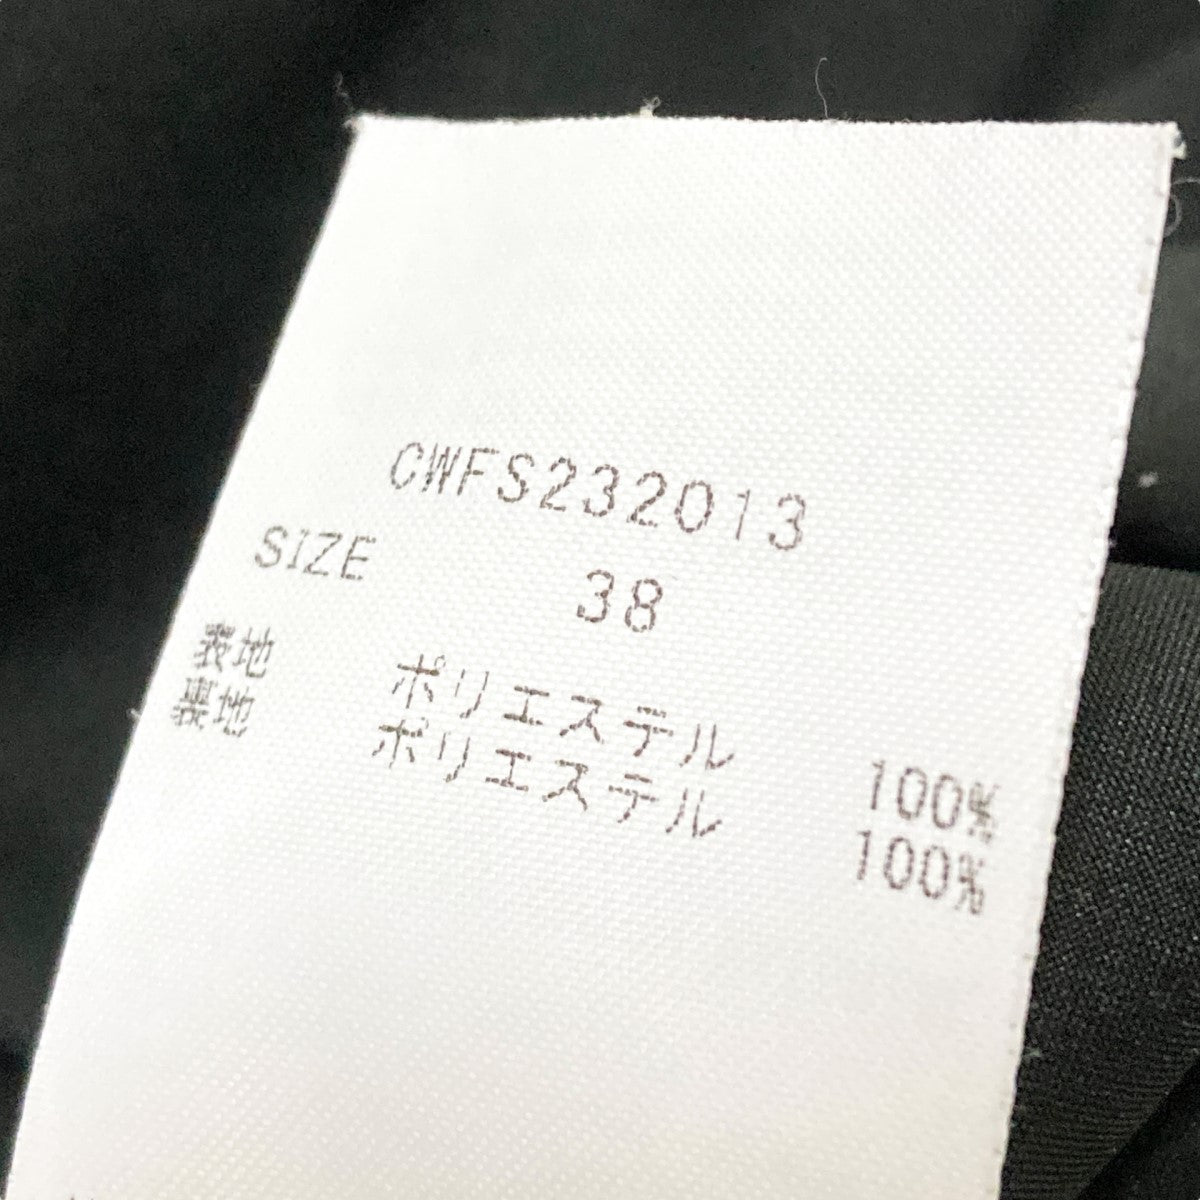 CWFS232013
SIZE 38
表地 ポリエステル 100%
裏地 ポリエステル 100%